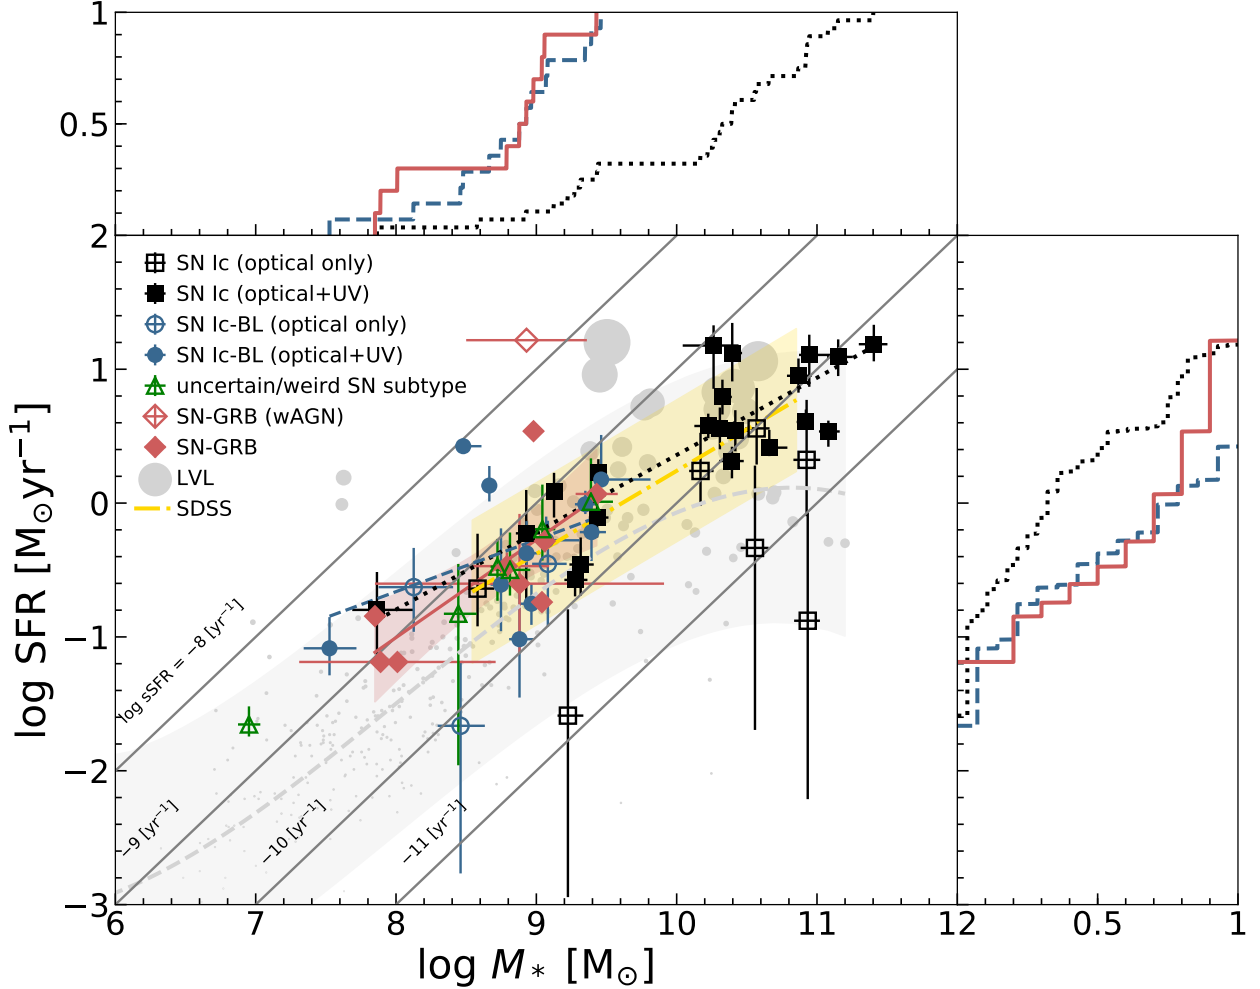 1
0.5
2
1
0
−1
−2
−3
SN Ic (optical only)
SN Ic (optical+UV)
SN Ic-BL (optical only)
SN Ic-BL (optical+UV)
uncertain/weird SN subtype
SN-GRB (wAGN)
SN-GRB
LVL
SDSS
log SFR [M⊙yr−1]
log sSFR = −8 [yr−1]
−9 [yr−1]
−10 [yr−1]
−11 [yr−1]
6 7 8 9 10 11 12 0.5 1
log M* [M⊙]